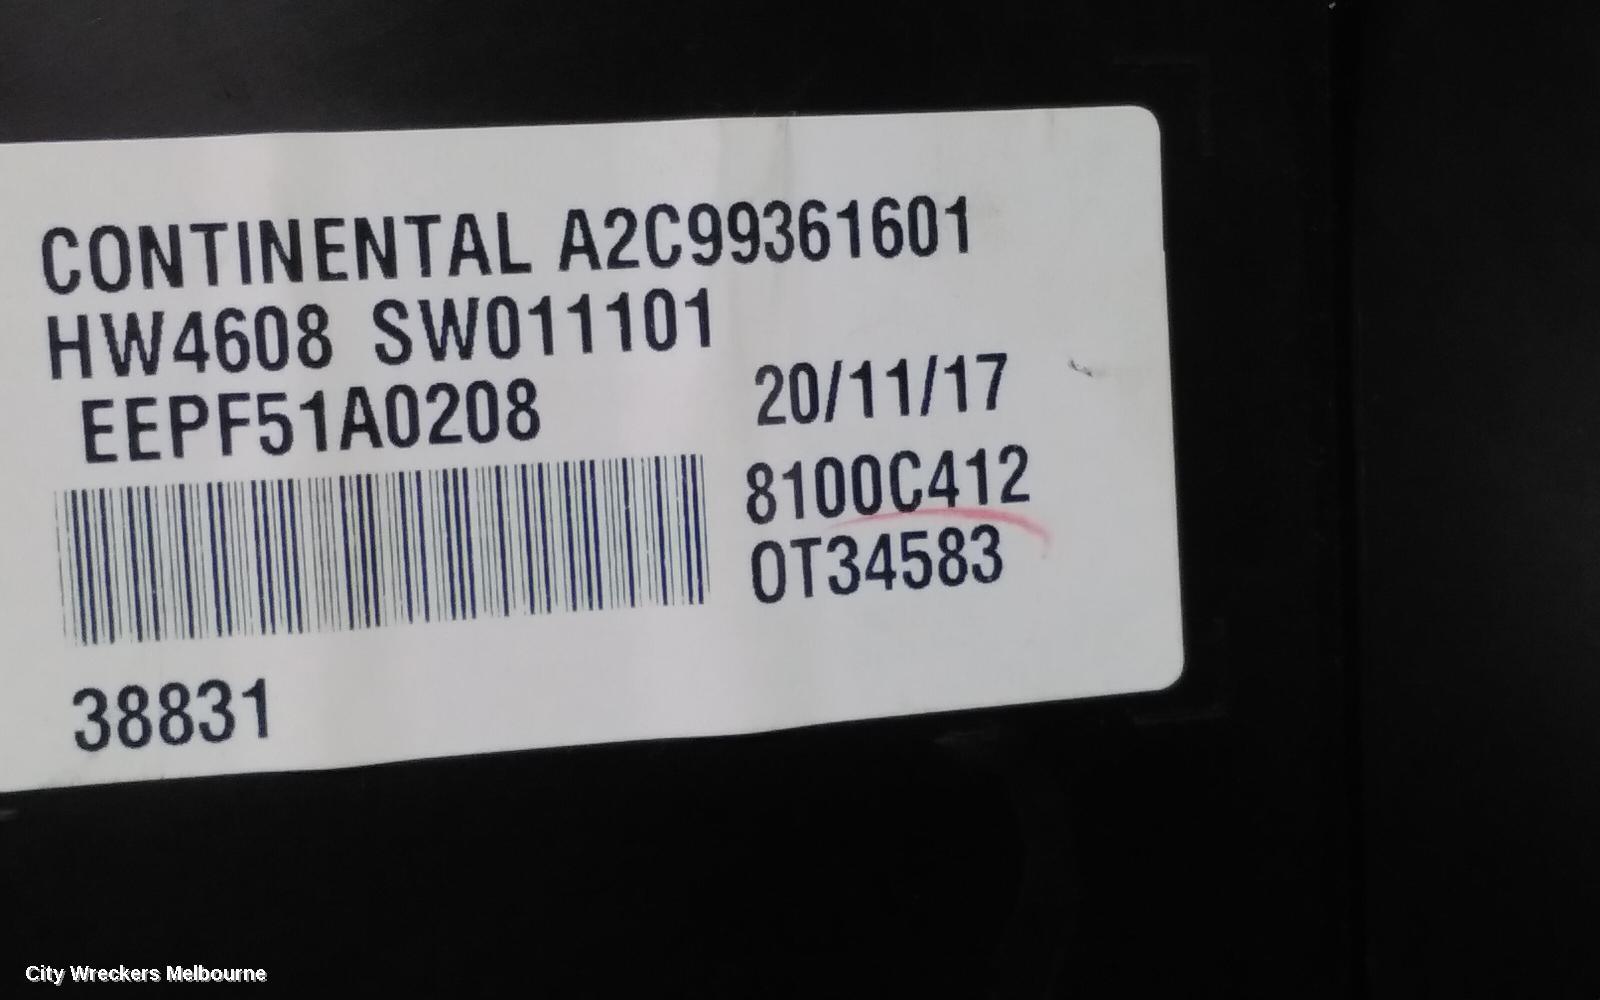 CONTINENTAL A2C99361601
HW4608 SW011101
EEPF51A0208
20/11/17
8100C412
0T34583
38831
City Wreckers Melbourne